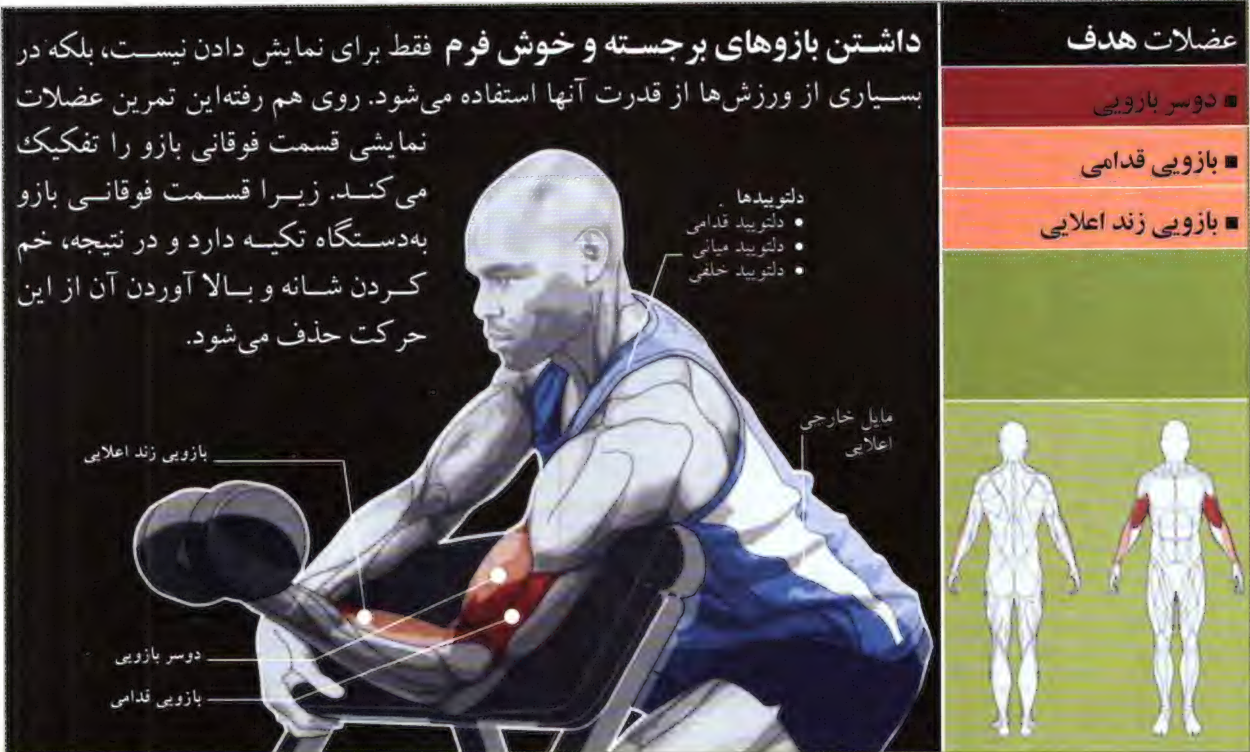 داشتن بازوهای برجسته و خوش فرم فقط برای نمایش دادن نیست، بلکه در
بسیاری از ورزش‌ها از قدرت آنها استفاده می‌شود. روی هم رفته‌این تمرین عضلات
نمایشی قسمت فوقانی بازو را تفکیک
می‌کند. زیرا قسمت فوقانی بازو
به‌دستگاه تکیه دارد و در نتیجه، خم
کردن شانه و بالا آوردن آن از این
حرکت حذف می‌شود.
عضلات هدف
■ دوسر بازویی
■ بازویی قدامی
■ بازویی زند اعلایی
دلتوییدها
• دلتویید قدامی
• دلتویید میانی
• دلتویید خلفی
مایل خارجی
اعلایی
بازویی زند اعلایی
دوسر بازویی
بازویی قدامی